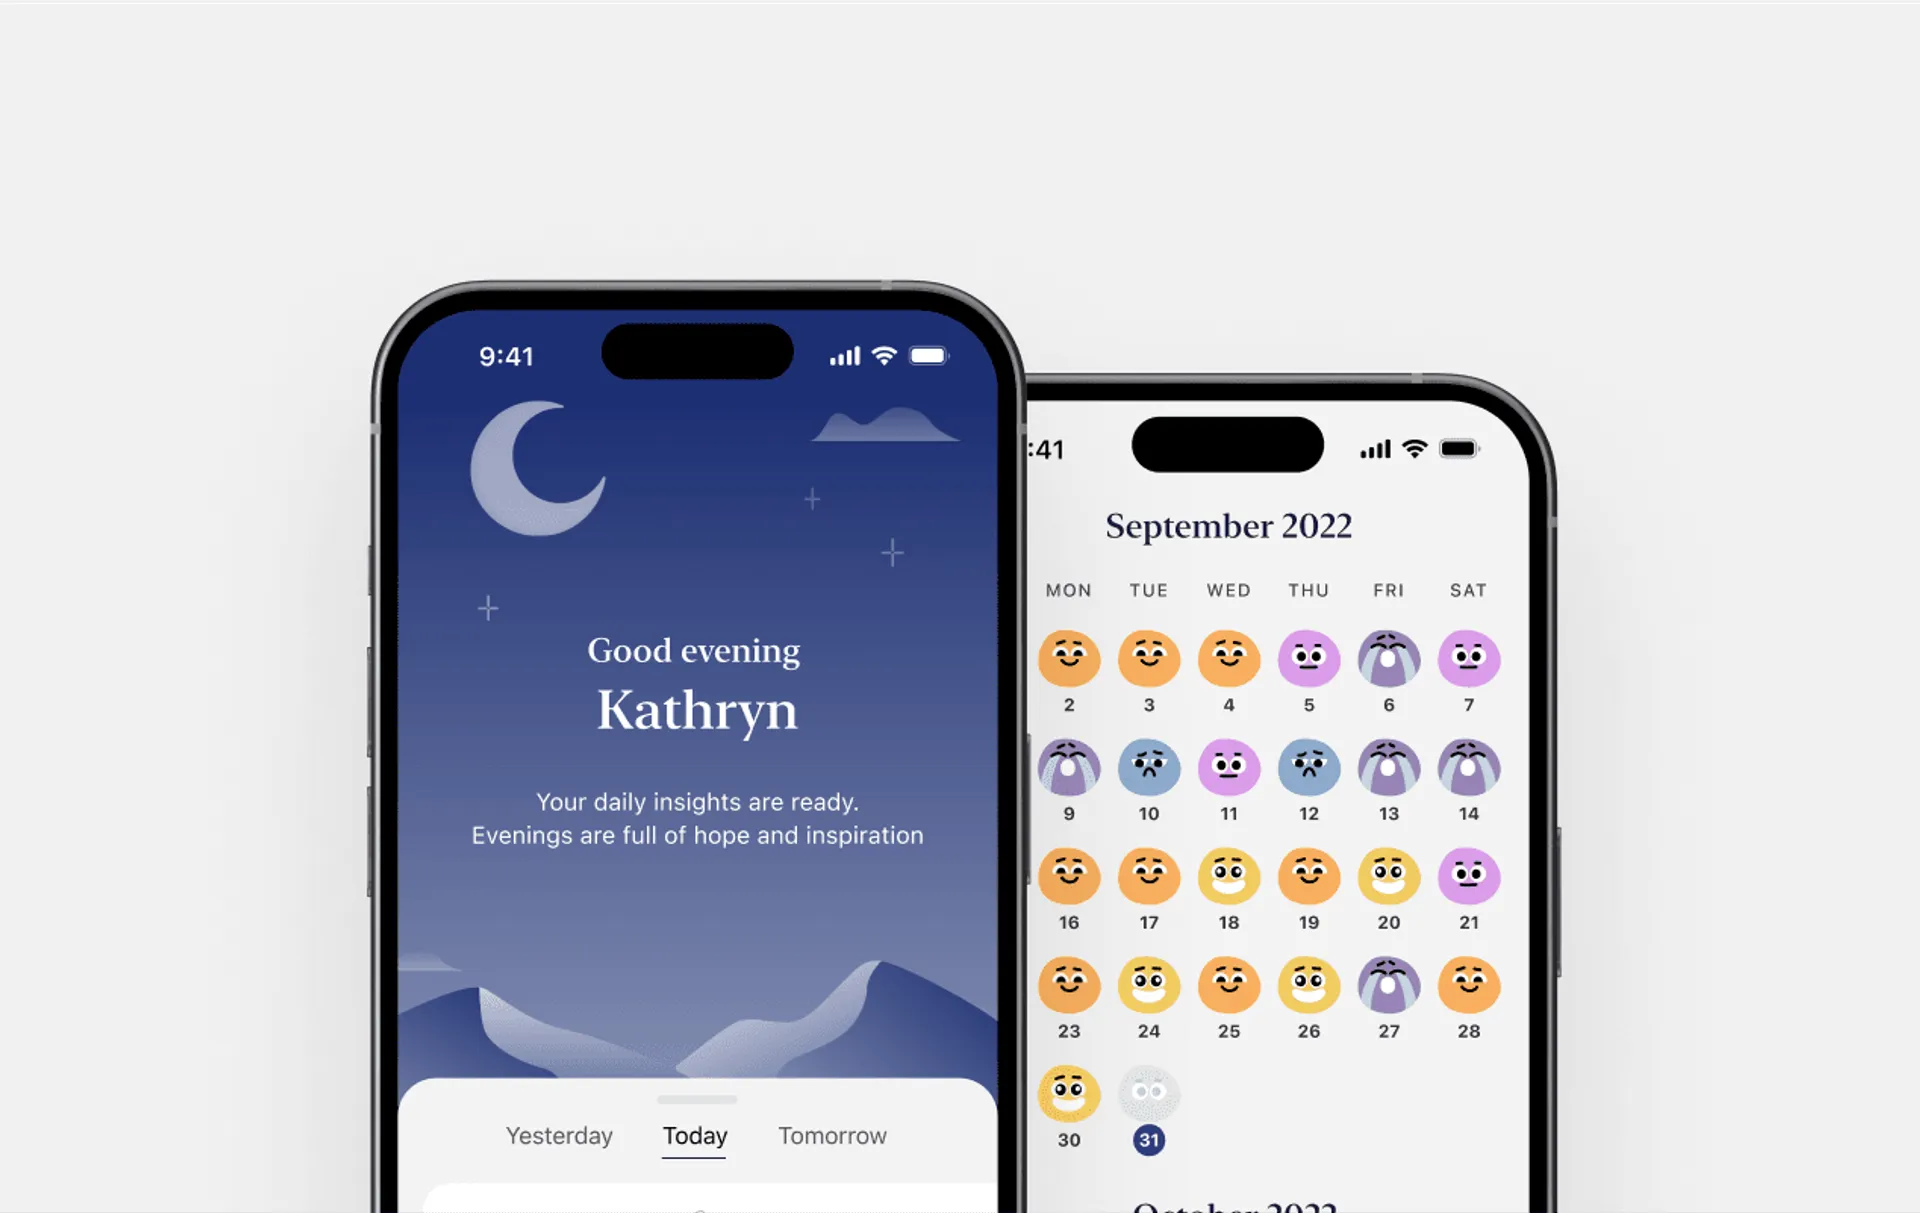 9:41
Good evening
Kathryn
Your daily insights are ready.
Evenings are full of hope and inspiration
Yesterday Today Tomorrow
:41
September 2022
MON TUE WED THU FRI SAT
2 3 4 5 6 7
9 10 11 12 13 14
16 17 18 19 20 21
23 24 25 26 27 28
30 31
October 2022